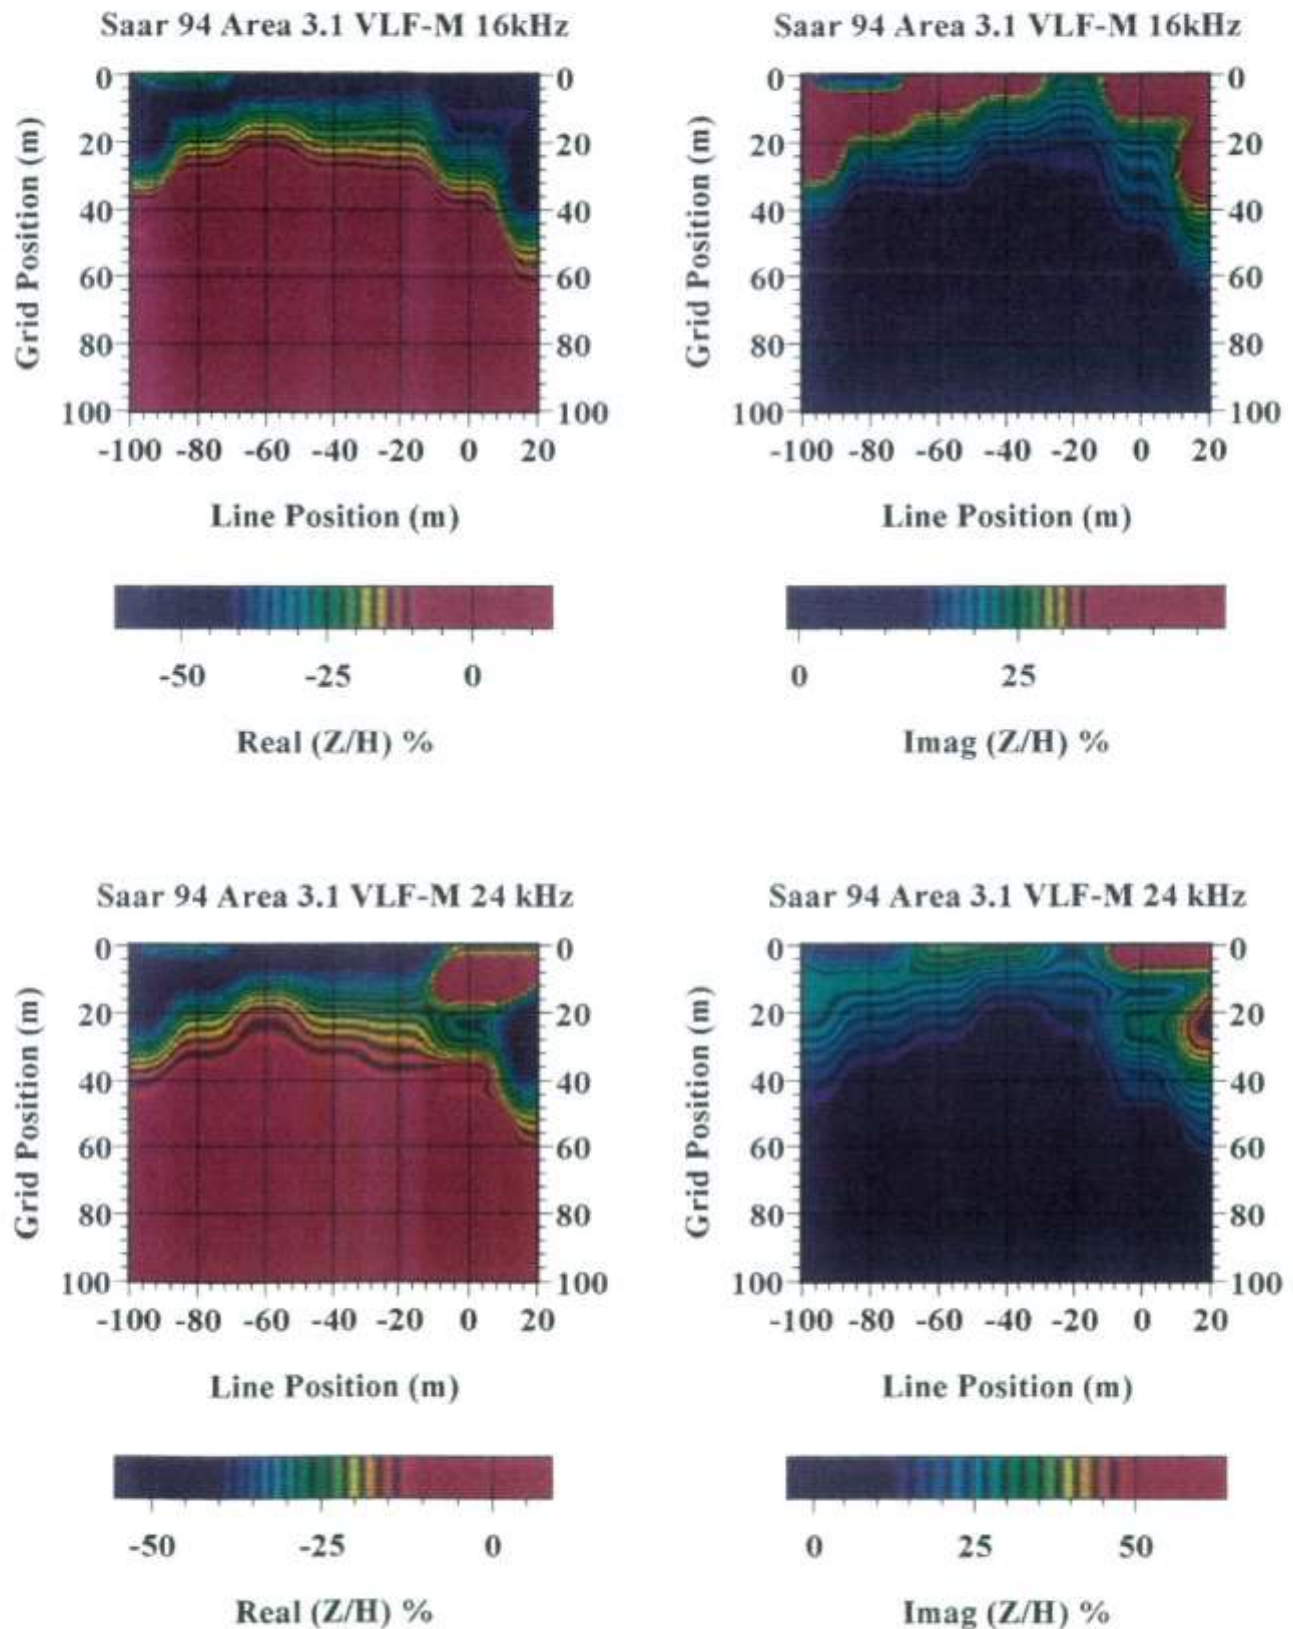 Saar 94 Area 3.1 VLF-M 16kHz
0 0
20 20
40 40
60 60
80 80
100 100
Grid Position (m)
-100 -80 -60 -40 -20 0 20
Line Position (m)
-50 -25 0
Real (Z/H) %
Saar 94 Area 3.1 VLF-M 16kHz
0 0
20 20
40 40
60 60
80 80
100 100
Grid Position (m)
-100 -80 -60 -40 -20 0 20
Line Position (m)
0 25
Imag (Z/H) %
Saar 94 Area 3.1 VLF-M 24 kHz
0 0
20 20
40 40
60 60
80 80
100 100
Grid Position (m)
-100 -80 -60 -40 -20 0 20
Line Position (m)
-50 -25 0
Real (Z/H) %
Saar 94 Area 3.1 VLF-M 24 kHz
0 0
20 20
40 40
60 60
80 80
100 100
Grid Position (m)
-100 -80 -60 -40 -20 0 20
Line Position (m)
0 25 50
Imag (Z/H) %